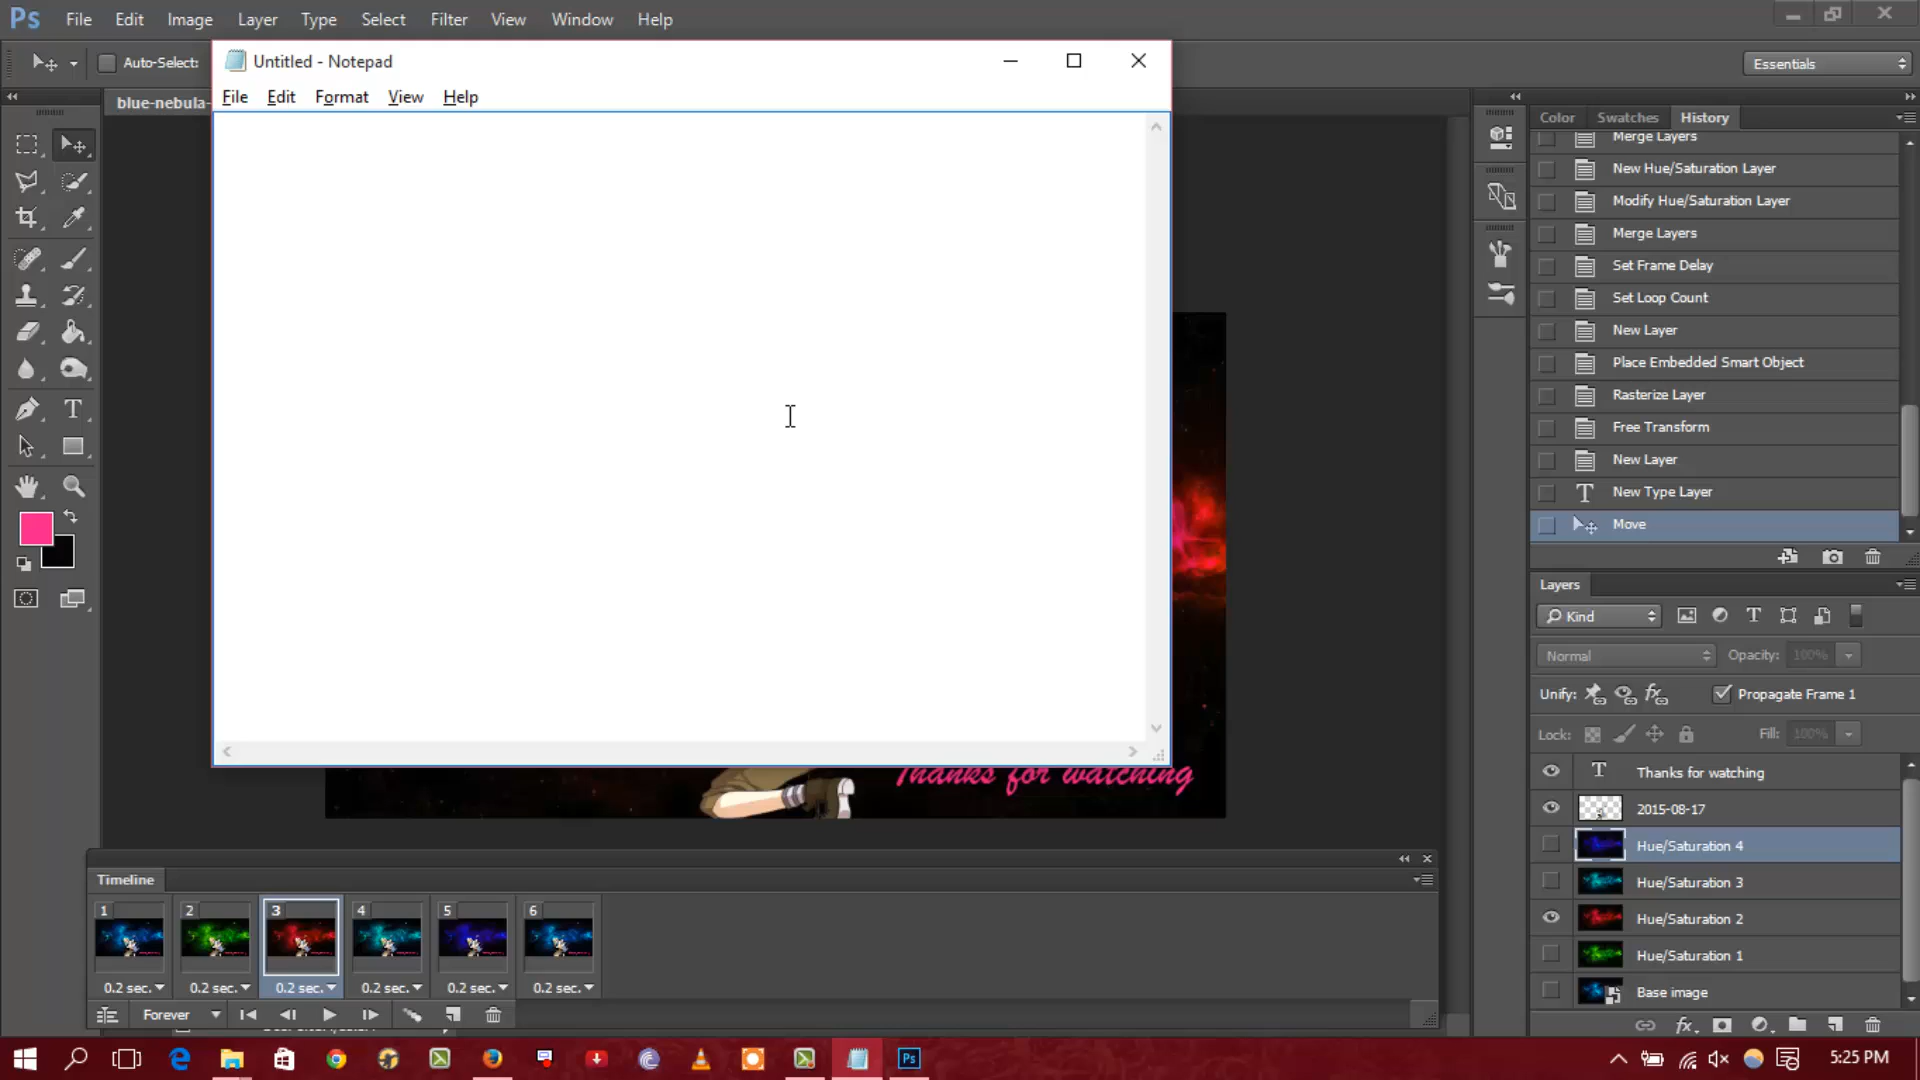 Ps File Edit Image Layer Type Select Filter View Window Help
Auto-Select:
Essentials
Untitled - Notepad
File Edit Format View Help
blue-nebula-
Color Swatches History
Merge Layers
New Hue/Saturation Layer
Modify Hue/Saturation Layer
Merge Layers
Set Frame Delay
Set Loop Count
New Layer
Place Embedded Smart Object
Rasterize Layer
Free Transform
New Layer
New Type Layer
Move
Layers
Kind
Normal Opacity: 100%
Unify: Propagate Frame 1
Lock: Fill: 100%
Thanks for watching
2015-08-17
Hue/Saturation 4
Hue/Saturation 3
Hue/Saturation 2
Hue/Saturation 1
Base image
Thanks for watching
Timeline
1 2 3 4 5 6
0.2 sec. 0.2 sec. 0.2 sec. 0.2 sec. 0.2 sec. 0.2 sec.
Forever
Ps
5:25 PM